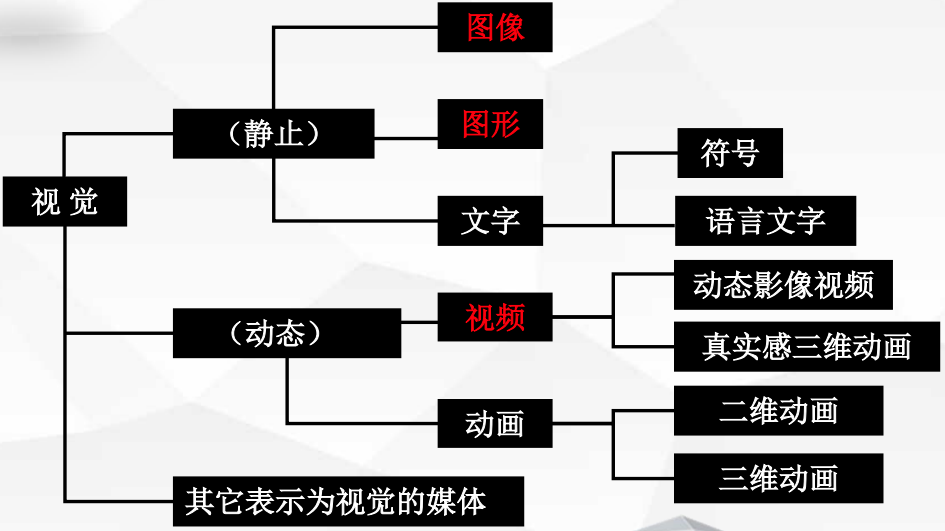 图像
（静止）
图形
符号
视 觉
文字
语言文字
动态影像视频
（动态）
视频
真实感三维动画
二维动画
动画
三维动画
其它表示为视觉的媒体